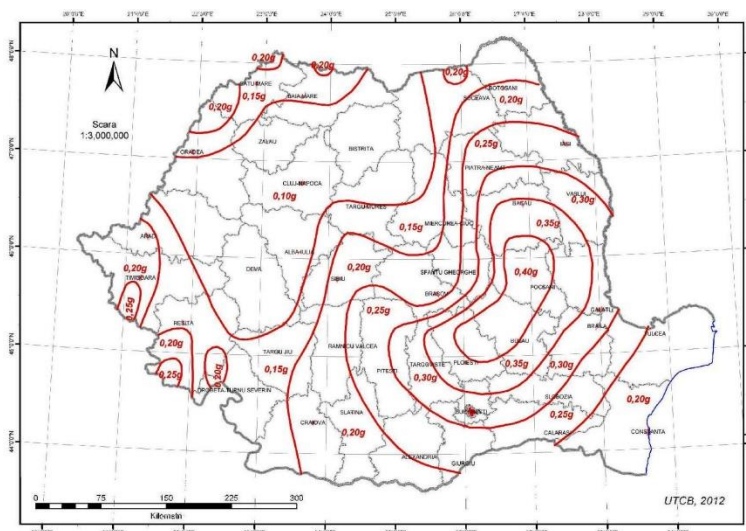 N
Scara
1:3,000,000
0,20g
0,20g
0,20g
SATU MARE
BAIA MARE
BOTOSANI
SUCEAVA
0,20g
0,15g
0,20g
ORADEA
ZALAU
BISTRITA
0,25g
IASI
PIATRA-NEAMT
CLUJ-NAPOCA
0,10g
TARGU MURES
BACAU
VASLUI
0,30g
0,15g
MIERCUREA-CIUC
0,35g
ARAD
ALBA IULIA
0,20g
TIMISOARA
DEVA
SIBIU
0,20g
SFANTU GHEORGHE
BRASOV
0,40g
FOCSANI
0,25g
0,25g
GALATI
BRAILA
TULCEA
RESITA
0,20g
TARGU JIU
RAMNICU VALCEA
BUZAU
0,25g
0,20g
0,15g
PITESTI
TARGOVISTE
PLOIESTI
0,30g
0,35g
0,30g
DROBETA-TURNU SEVERIN
SLOBOZIA
0,20g
SLATINA
BUCURESTI
0,25g
CRAIOVA
0,20g
CALARASI
CONSTANTA
ALEXANDRIA
GIURGIU
0
75
150
225
300
Kilometri
UTCB, 2012